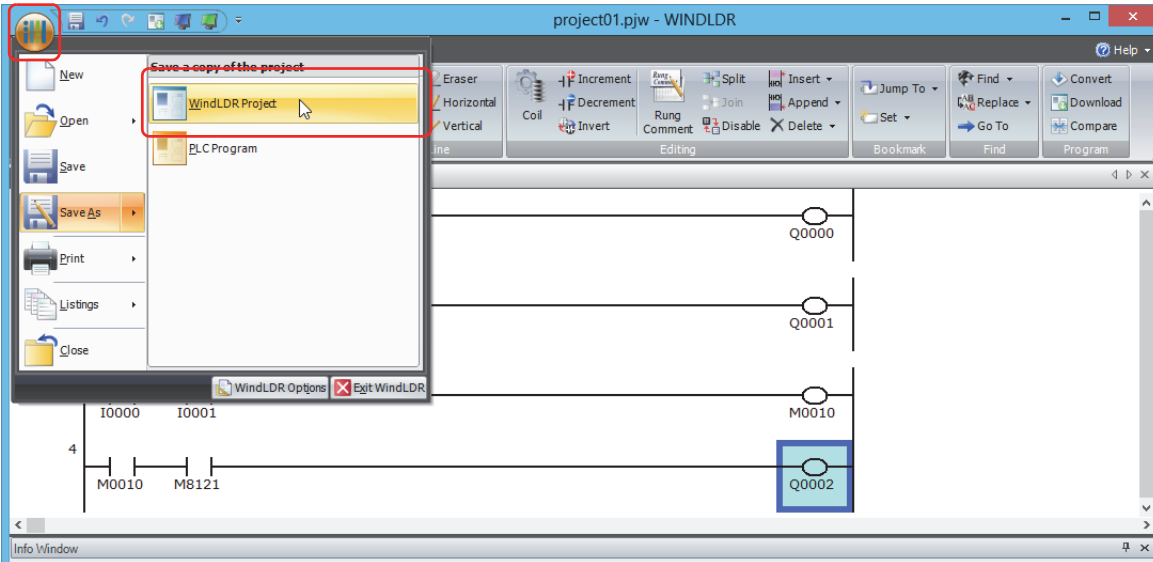 project01.pjw - WINDLDR
Help
New
Open
Save
Save As
Print
Listings
Close
Save a copy of the project
WindLDR Project
PLC Program
WindLDR Options
Exit WindLDR
Eraser
Horizontal
Vertical
ine
Coil
Increment
Decrement
Invert
Rung
Comment
Split
Join
Disable
Insert
Append
Delete
Editing
Jump To
Set
Bookmark
Find
Replace
Go To
Find
Convert
Download
Compare
Program
Q0000
Q0001
I0000 I0001 M0010
4
M0010 M8121 Q0002
Info Window